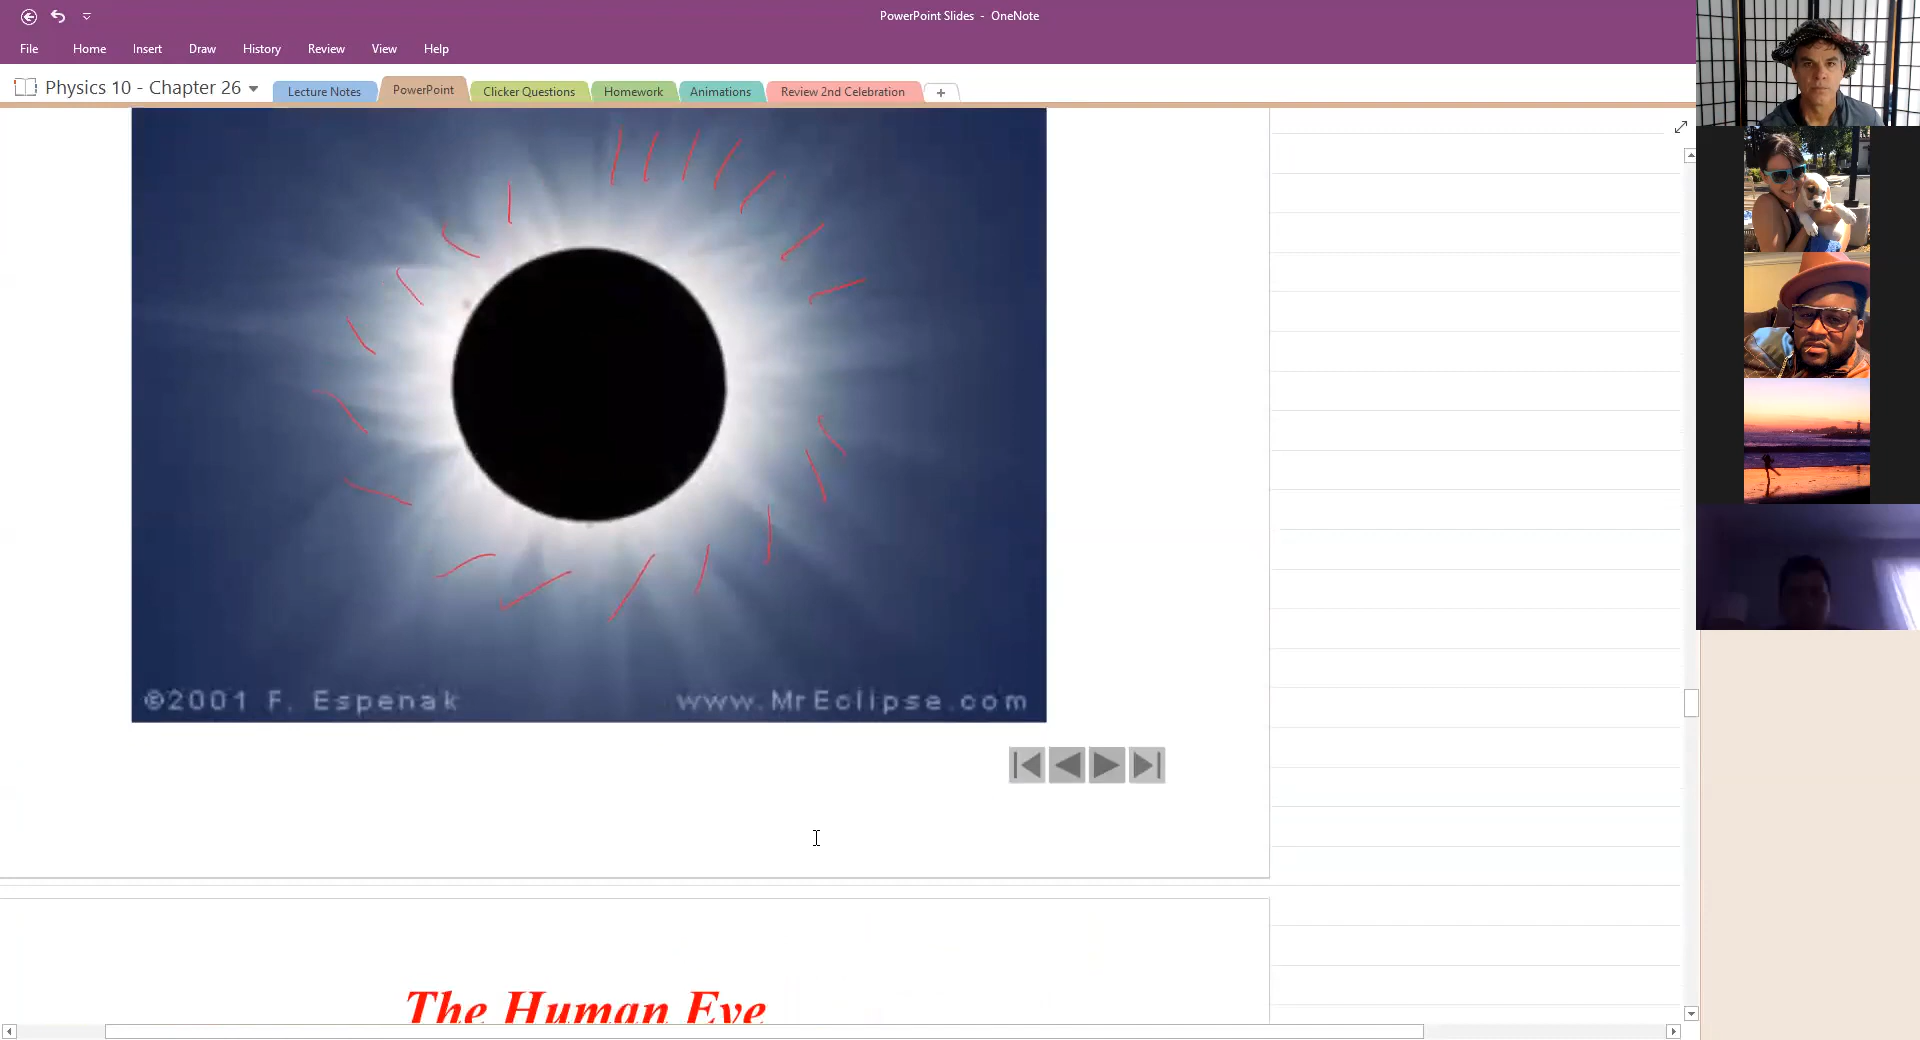 PowerPoint Slides - OneNote
File Home Insert Draw History Review View Help
Physics 10 - Chapter 26 Lecture Notes PowerPoint Clicker Questions Homework Animations Review 2nd Celebration +
©2001 F. Espenak www.MrEclipse.com
The Human Eye